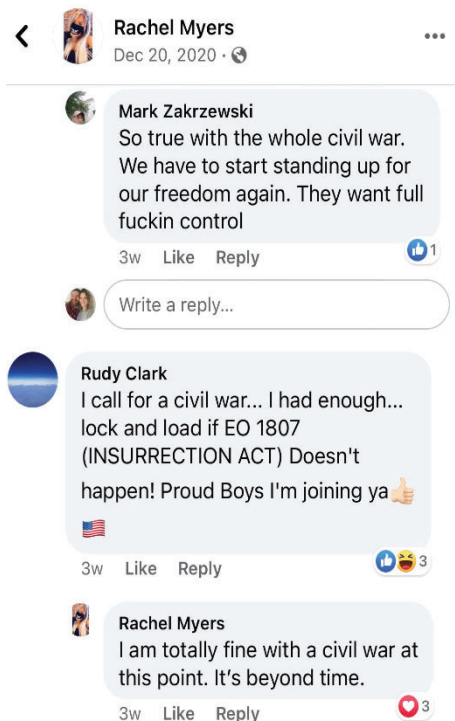 Rachel Myers
Dec 20, 2020 ·
Mark Zakrzewski
So true with the whole civil war.
We have to start standing up for
our freedom again. They want full
fuckin control
3w Like Reply 1
Write a reply...
Rudy Clark
I call for a civil war... I had enough...
lock and load if EO 1807
(INSURRECTION ACT) Doesn't
happen! Proud Boys I'm joining ya👍🏻
🇺🇸
3w Like Reply 3
Rachel Myers
I am totally fine with a civil war at
this point. It's beyond time.
3w Like Reply 3